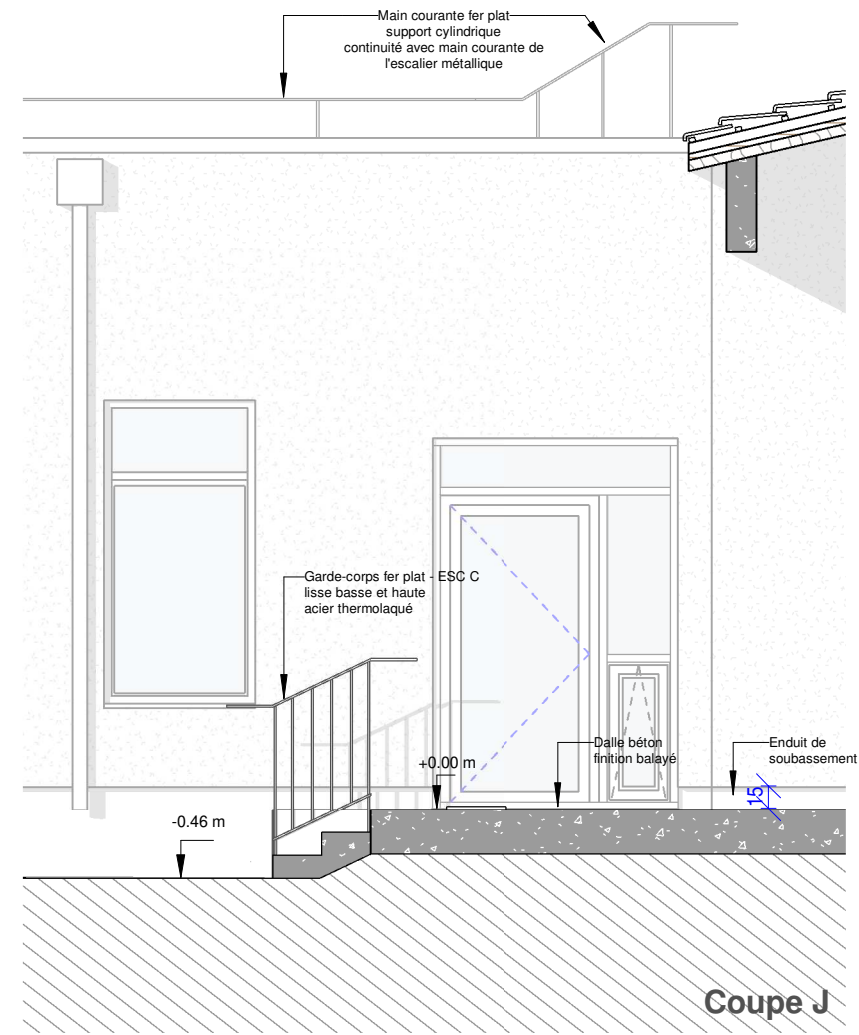 Main courante fer plat
support cylindrique
continuité avec main courante de
l'escalier métallique
Garde-corps fer plat - ESC C
lisse basse et haute
acier thermolaqué
+0.00 m
Dalle béton
finition balayé
Enduit de
soubassement
15
-0.46 m
Coupe J